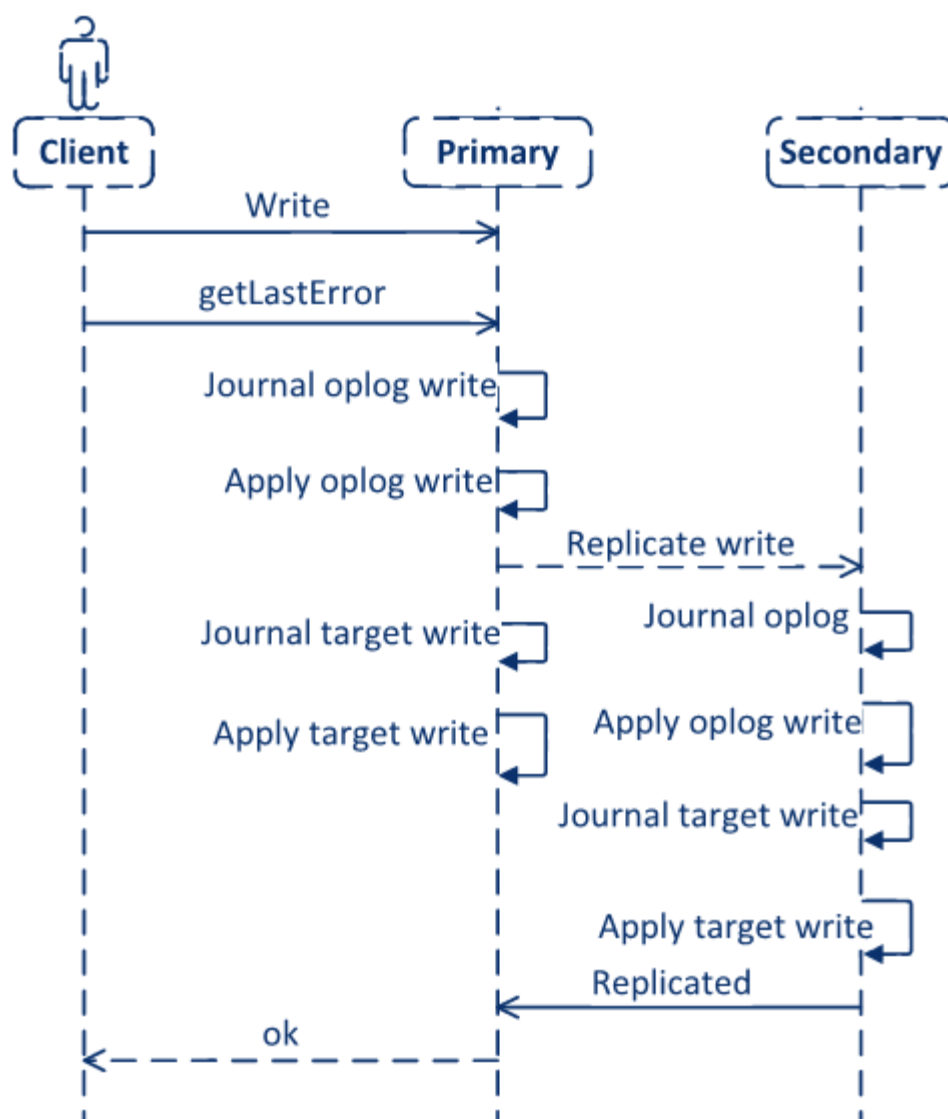 Client
Primary
Secondary
Write
getLastError
Journal oplog write
Apply oplog write
Replicate write
Journal oplog
Journal target write
Apply oplog write
Apply target write
Journal target write
Apply target write
Replicated
ok